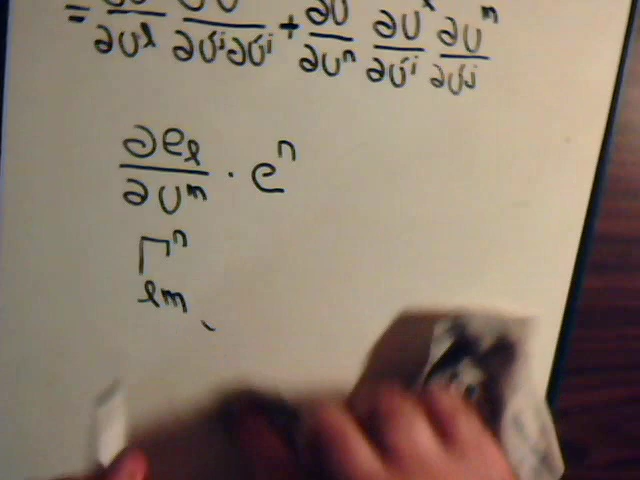 = ∂U^l ∂Ū^i∂Ū^j + ∂U/∂U^n ∂U^l/∂Ū^i ∂U^m/∂Ū^j
∂e_l/∂U^m · e^n
Γ^n_lm